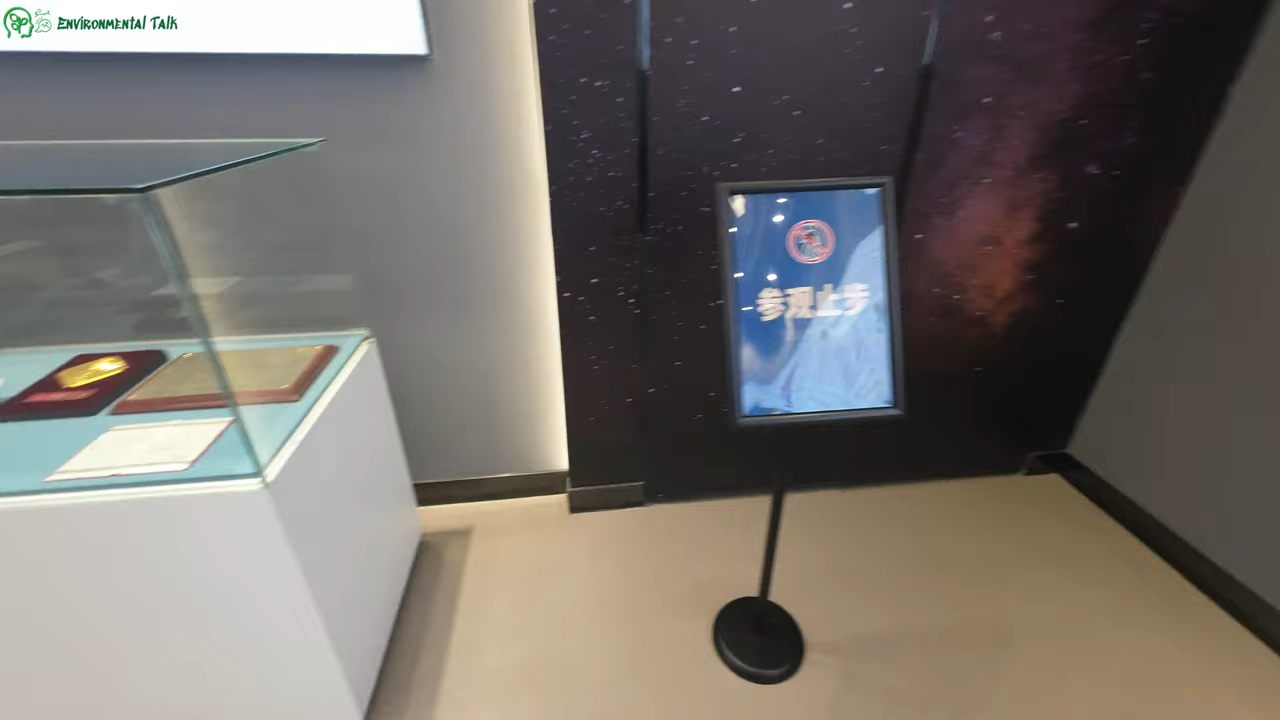 Environmental Talk
参观止步